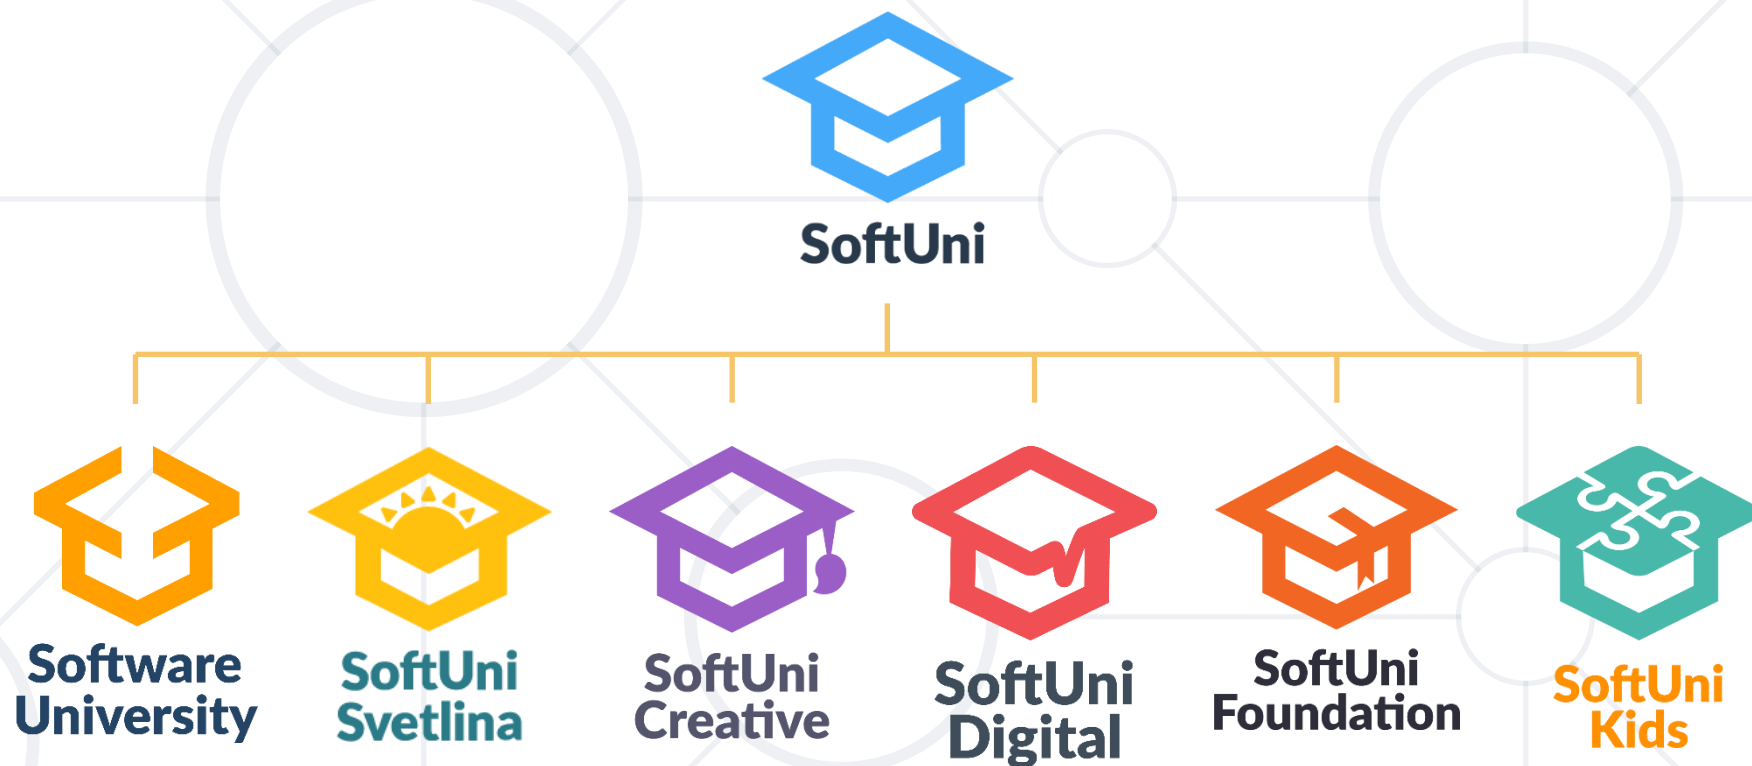 SoftUni
Software
University
SoftUni
Svetlina
SoftUni
Creative
SoftUni
Digital
SoftUni
Foundation
SoftUni
Kids